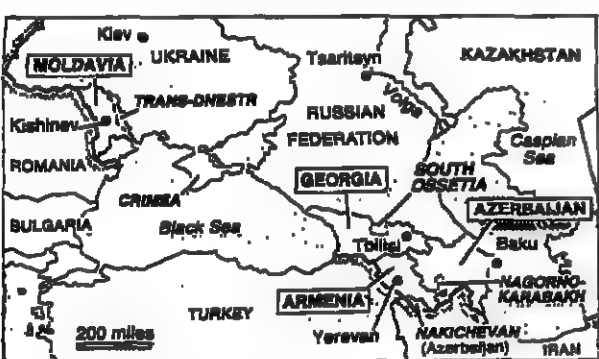 Kiev
UKRAINE
MOLDAVIA
TRANS-DNESTR
Kishinev
ROMANIA
CRIMEA
BULGARIA
Black Sea
Tsaritsyn
KAZAKHSTAN
Volga
RUSSIAN
FEDERATION
Caspian
Sea
SOUTH
OSSETIA
GEORGIA
AZERBAIJAN
Tbilisi
Baku
NAGORNO-
KARABAKH
ARMENIA
TURKEY
Yerevan
NAKICHEVAN
(Azerbaijan)
IRAN
200 miles